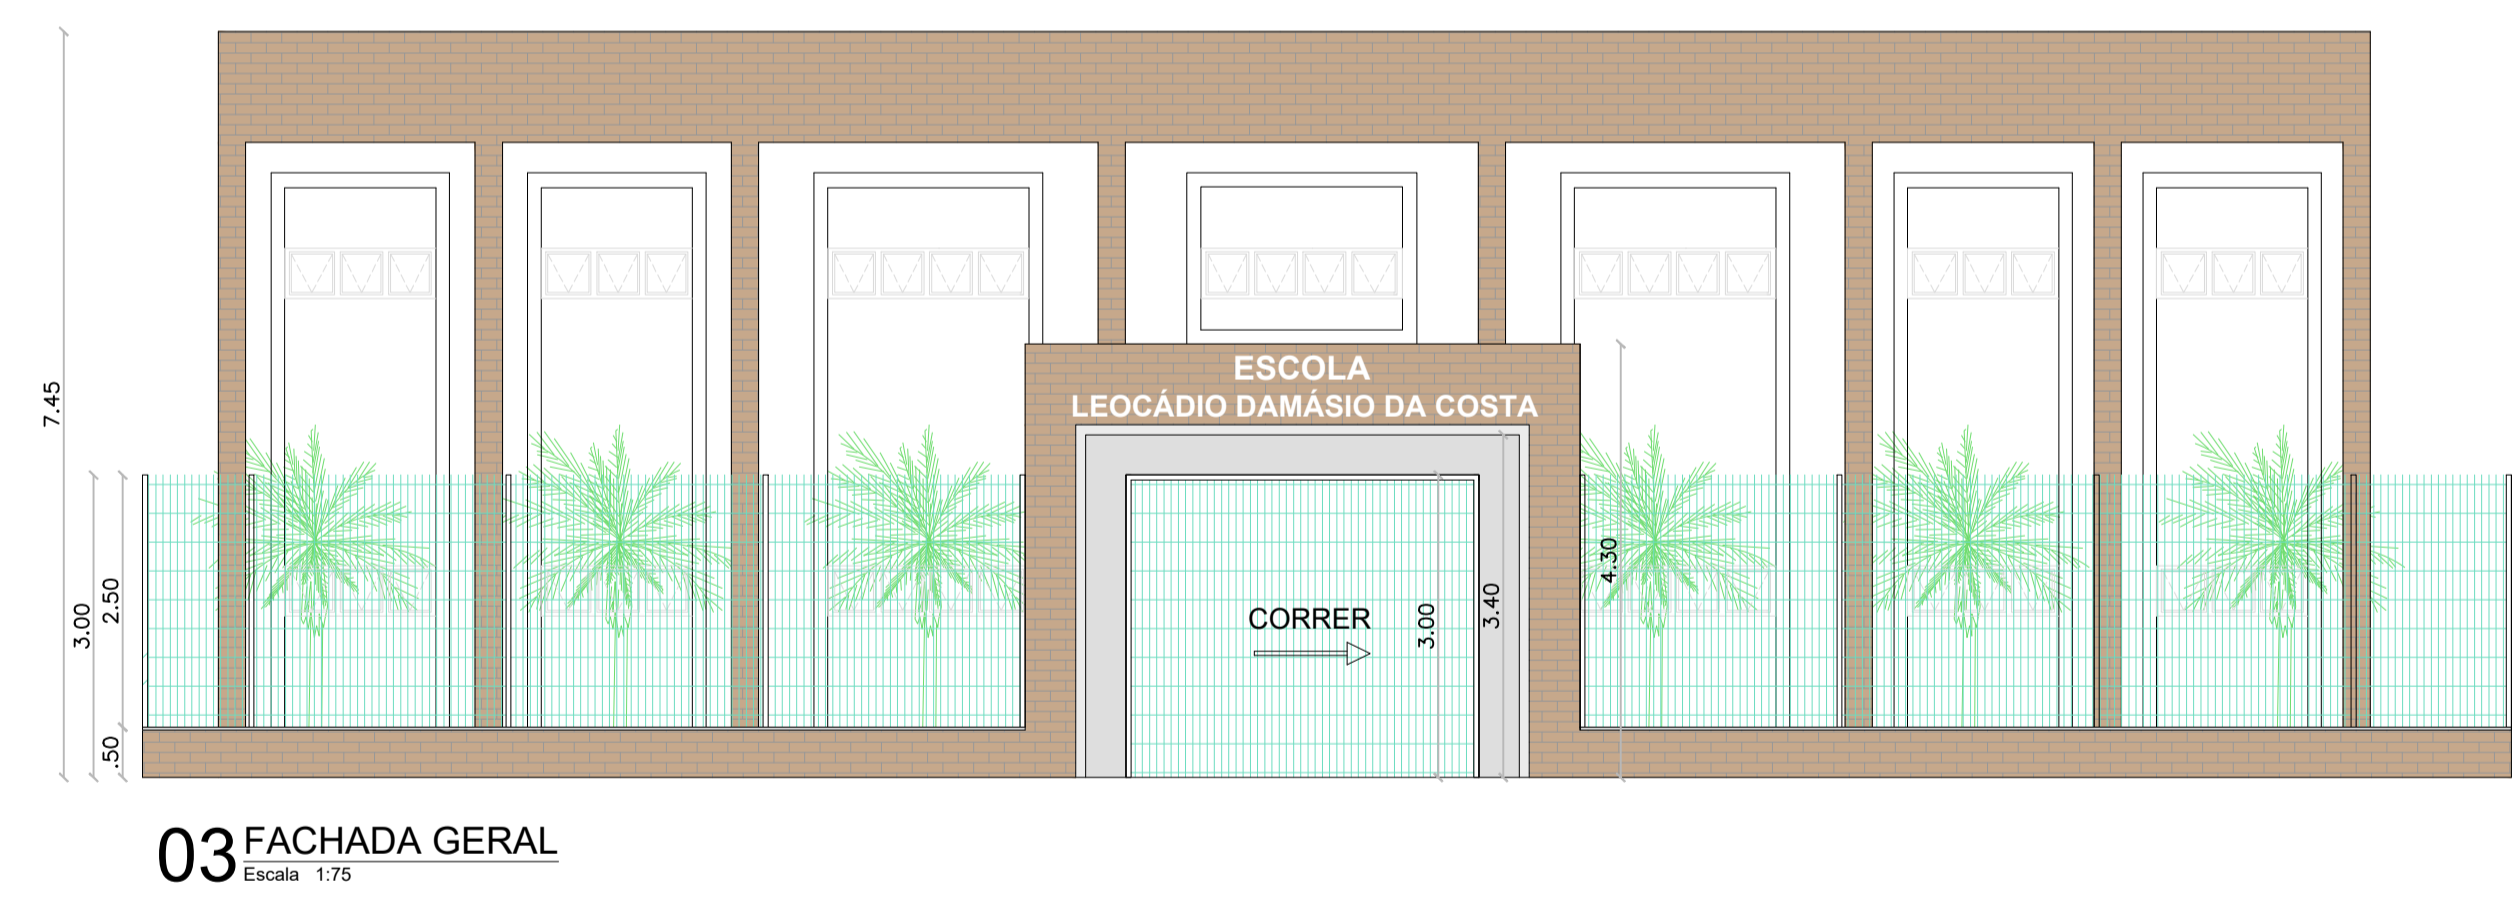 7.45
3.00
2.50
.50
ESCOLA
LEOCÁDIO DAMÁSIO DA COSTA
CORRER
3.00
3.40
4.30
03 FACHADA GERAL
Escala 1:75